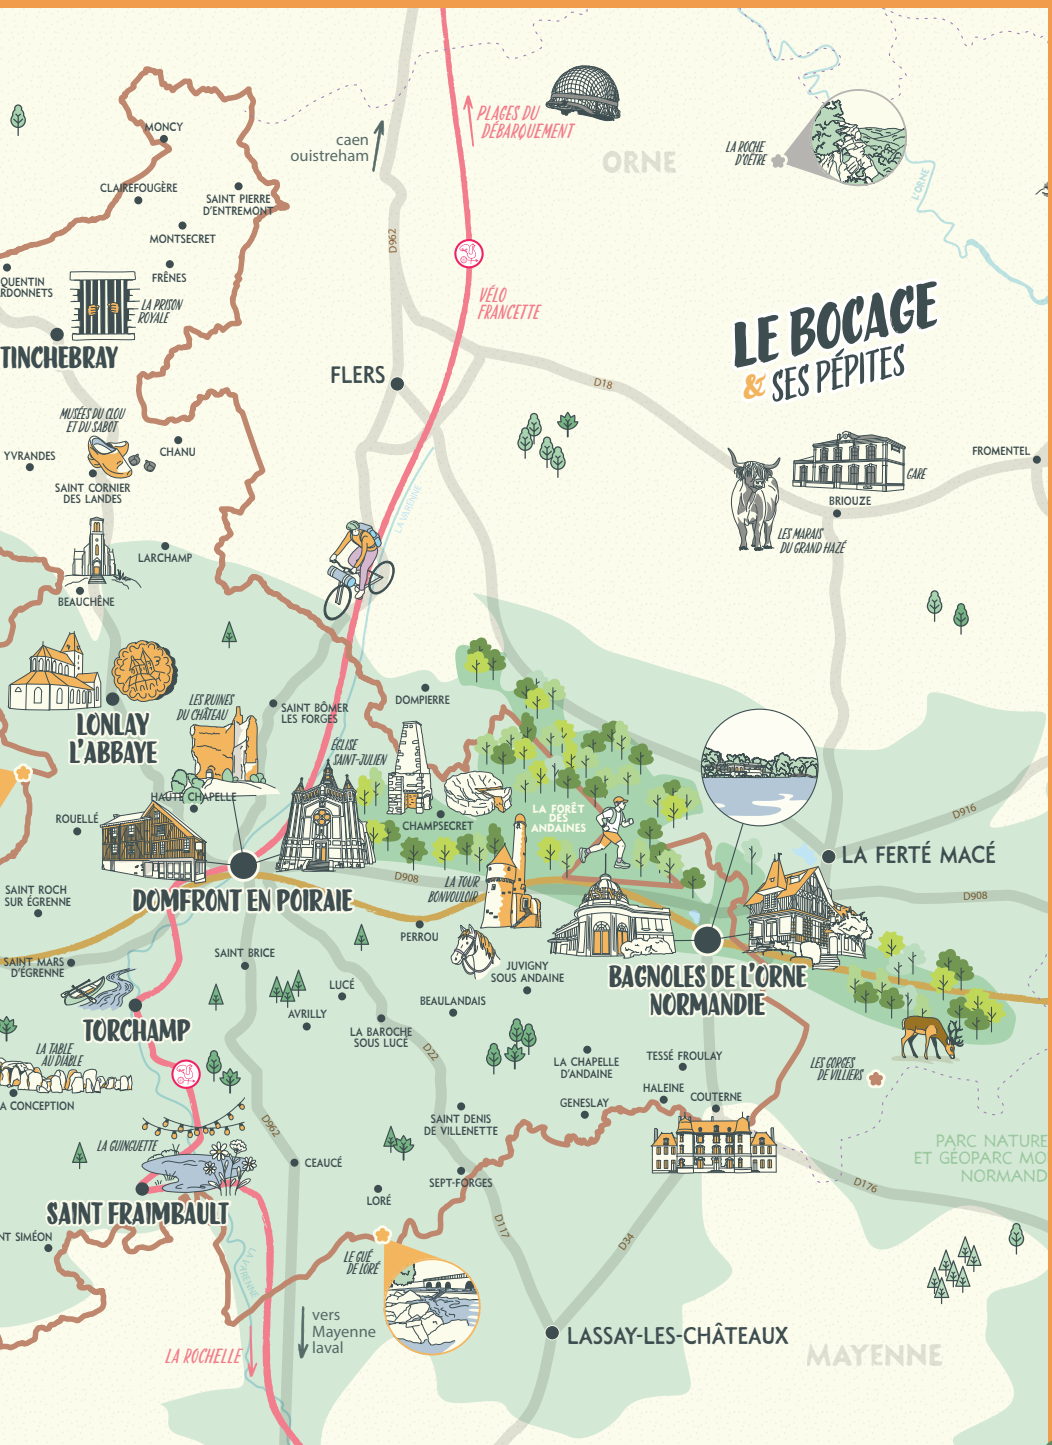 PLAGES DU
DÉBARQUEMENT
caen
ouistreham
ORNE
LA ROCHE
D'OËTRE
L'ORNE
MONCY
CLAIREFOUGÈRE
SAINT PIERRE
D'ENTREMONT
MONTSECRET
FRÊNES
QUENTIN
RDONNETS
LA PRISON
ROYALE
TINCHEBRAY
D962
VÉLO
FRANCETTE
LE BOCAGE
& SES PÉPITES
FLERS
D18
MUSÉES DU CLOU
ET DU SABOT
CHANU
YVRANDES
SAINT CORNIER
DES LANDES
LARCHAMP
BEAUCHÊNE
LA VARENNE
FROMENTEL
GARE
BRIOUZE
LES MARAIS
DU GRAND HAZÉ
LONLAY
L'ABBAYE
LES RUINES
DU CHÂTEAU
SAINT BÔMER
LES FORGES
DOMPIERRE
ÉGLISE
SAINT-JULIEN
HAUTE CHAPELLE
ROUELLÉ
CHAMPSECRET
LA FORÊT
DES
ANDAINES
D916
LA FERTÉ MACÉ
D908
D908
LA TOUR
BONVOULOIR
SAINT ROCH
SUR ÉGRENNE
DOMFRONT EN POIRAIE
PERROU
SAINT MARS
D'ÉGRENNE
SAINT BRICE
LUCÉ
JUVIGNY
SOUS ANDAINE
BAGNOLES DE L'ORNE
NORMANDIE
TORCHAMP
AVRILLY
BEAULANDAIS
LA BAROCHE
SOUS LUCÉ
D22
LA TABLE
AU DIABLE
A CONCEPTION
LA CHAPELLE
D'ANDAINE
TESSÉ FROULAY
LES GORGES
DE VILLIERS
HALEINE
COUTERNE
GENESLAY
SAINT DENIS
DE VILLENETTE
D962
LA GUINGUETTE
CEAUCÉ
SEPT-FORGES
PARC NATURE
ET GÉOPARC MO
NORMAND
D176
SAINT FRAIMBAULT
LORÉ
NT SIMÉON
D117
D34
LE GUÉ
DE LORÉ
LA VARENNE
vers
Mayenne
laval
LA ROCHELLE
LASSAY-LES-CHÂTEAUX
MAYENNE